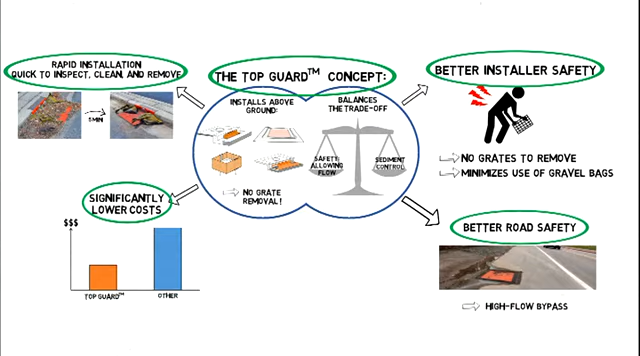 RAPID INSTALLATION
QUICK TO INSPECT, CLEAN, AND REMOVE
5MIN
THE TOP GUARD™ CONCEPT:
INSTALLS ABOVE
GROUND:
NO GRATE
REMOVAL!
BALANCES
THE TRADE-OFF
SAFETY
ALLOWING
FLOW
SEDIMENT
CONTROL
BETTER INSTALLER SAFETY
NO GRATES TO REMOVE
MINIMIZES USE OF GRAVEL BAGS
SIGNIFICANTLY
LOWER COSTS
$$$
TOP GUARD™
OTHER
BETTER ROAD SAFETY
HIGH-FLOW BYPASS